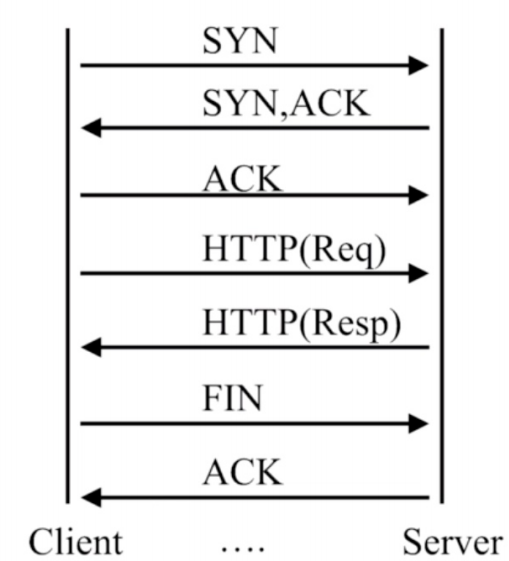 SYN
SYN,ACK
ACK
HTTP(Req)
HTTP(Resp)
FIN
ACK
Client .... Server